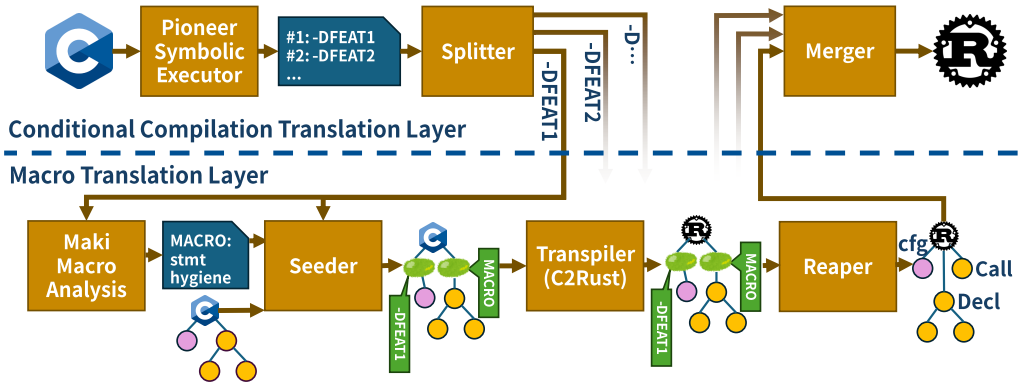 C
Pioneer
Symbolic
Executor
#1: -DFEAT1
#2: -DFEAT2
...
Splitter
-DFEAT1
-DFEAT2
-D...
Merger
R
Conditional Compilation Translation Layer
Macro Translation Layer
Maki
Macro
Analysis
MACRO:
stmt
hygiene
C
Seeder
C
-DFEAT1
MACRO
Transpiler
(C2Rust)
R
-DFEAT1
MACRO
Reaper
cfg
R
Call
Decl